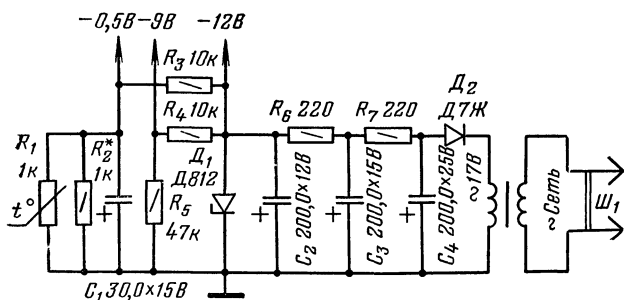 -0,5В -9В -12В
R3 10к
R4 10к
R1
1к
R2*
1к
t°
Д1
Д812
R5
47к
R6 220
R7 220
Д2
Д7Ж
C1 30,0×15В
C2 200,0×12В
C3 200,0×15В
C4 200,0×25В
~17В
~Сеть
Ш1
+
+
+
+